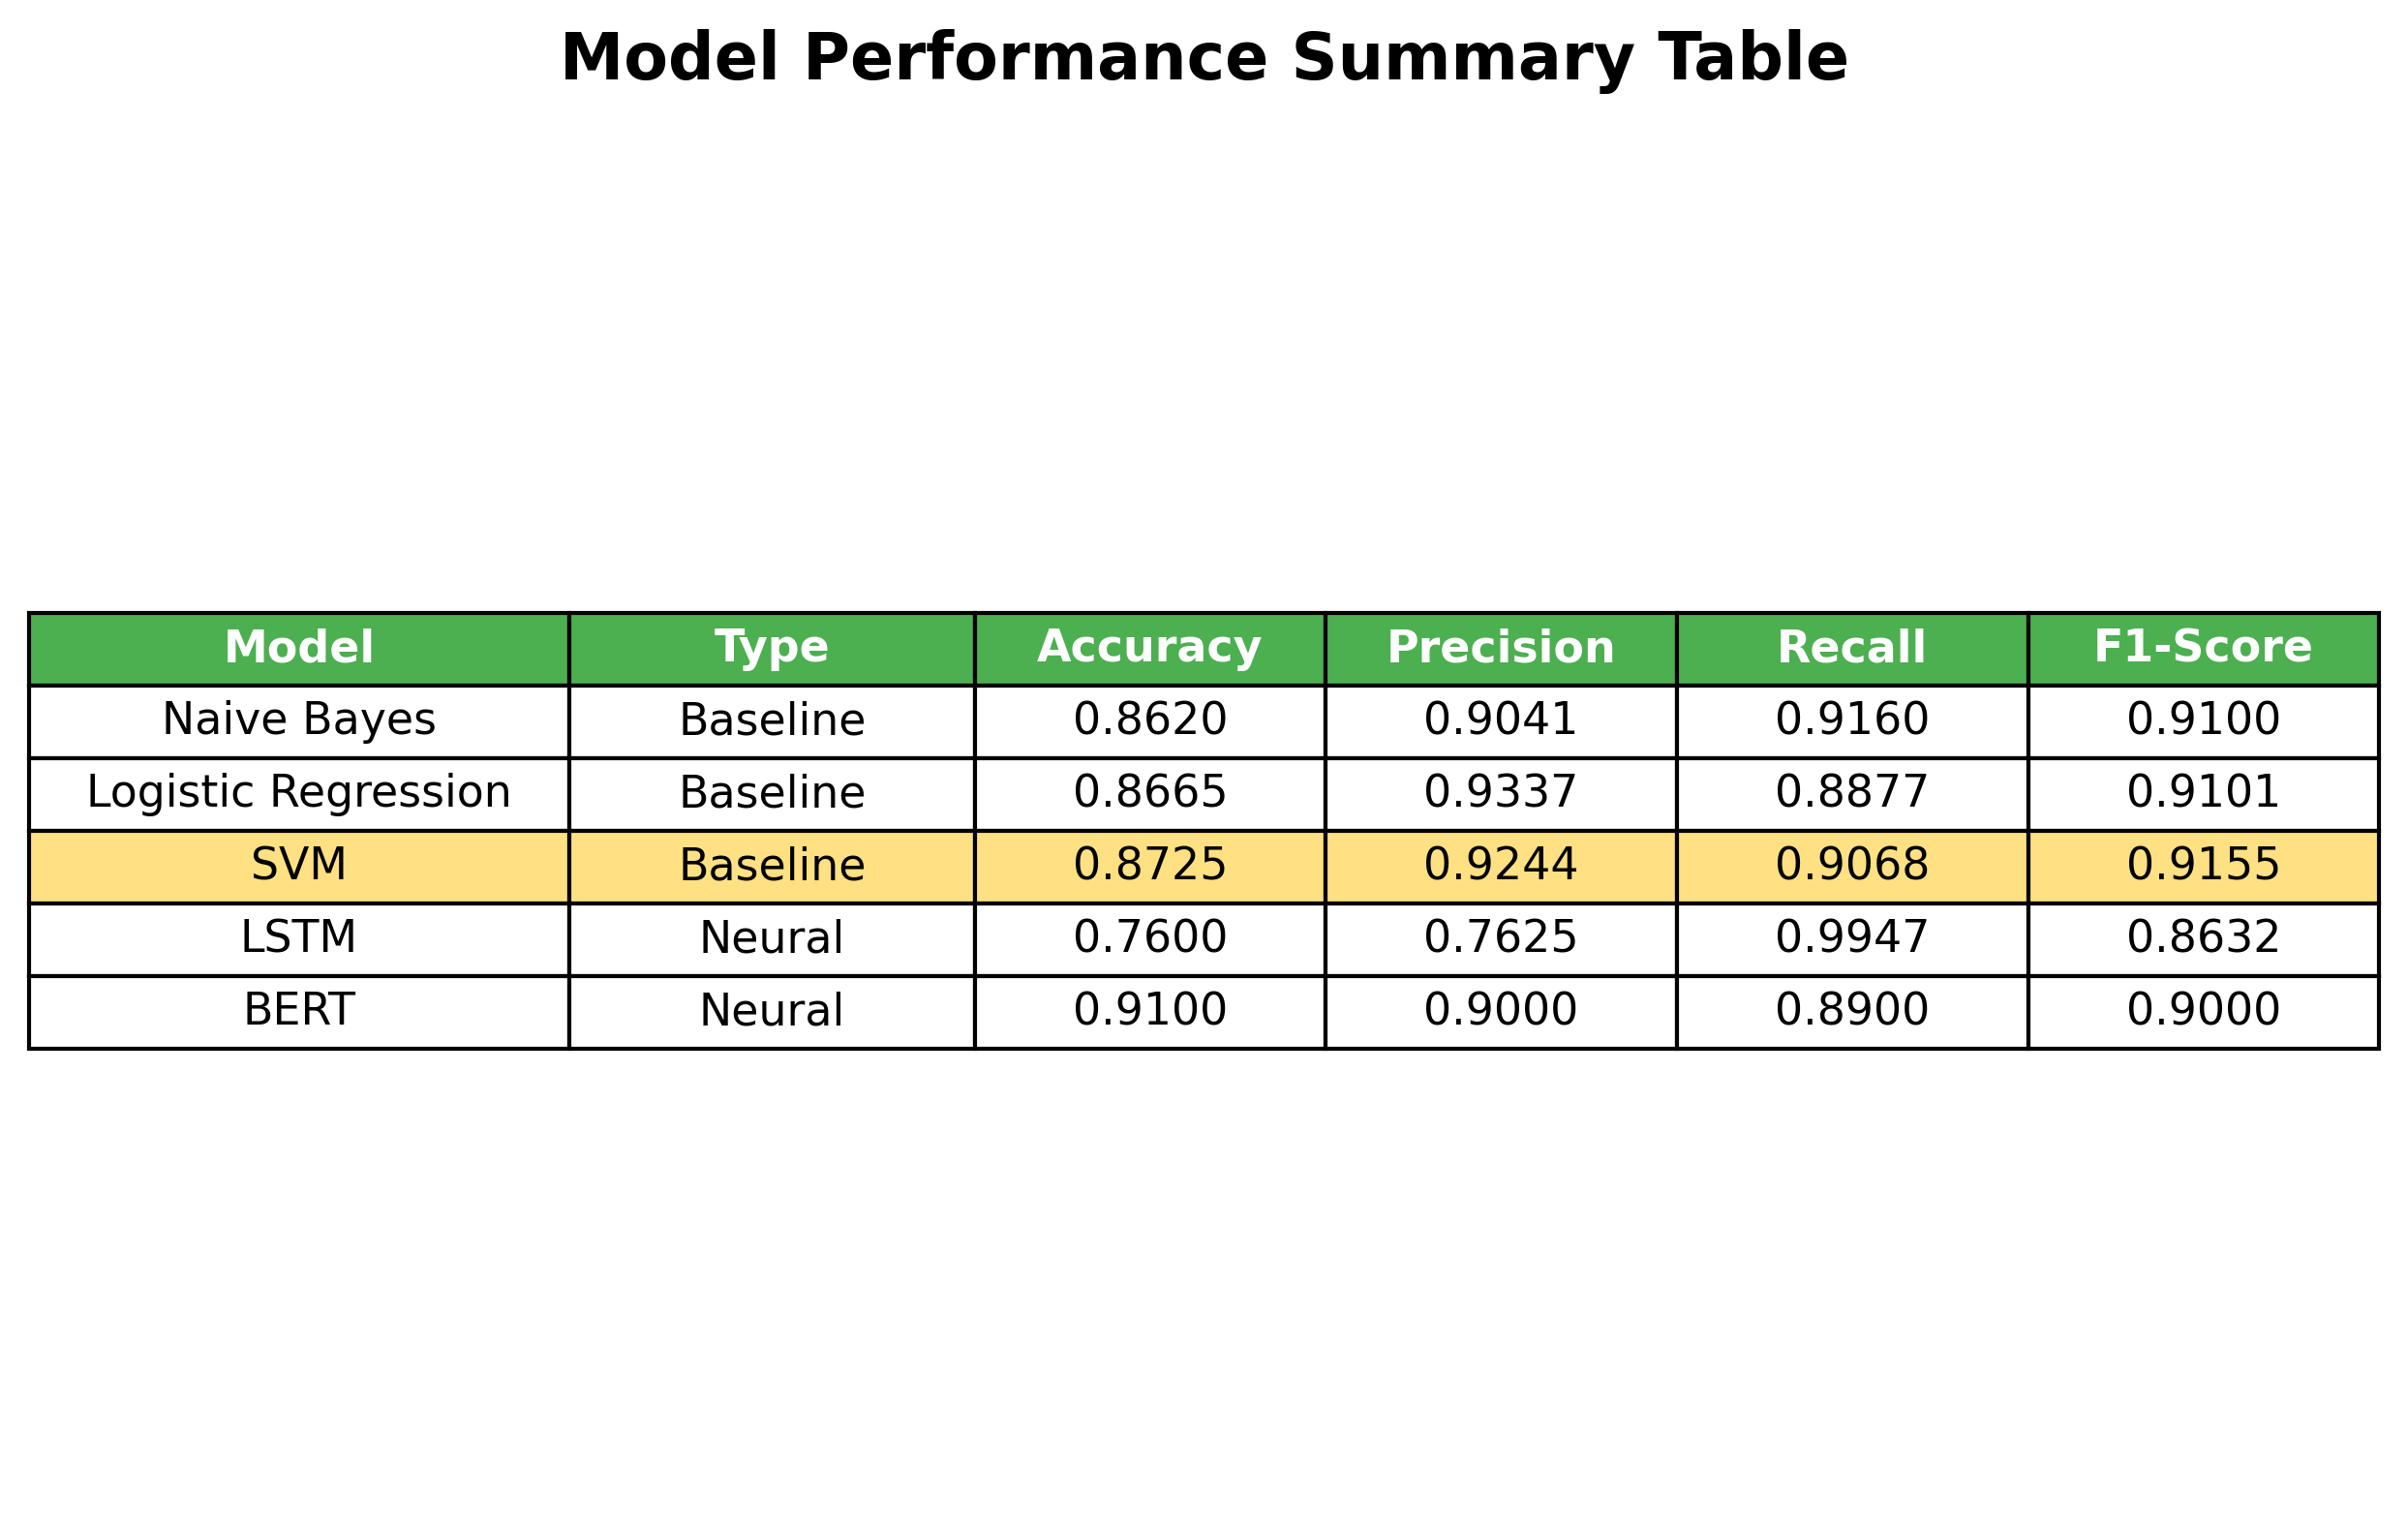 Model Performance Summary Table
Model Type Accuracy Precision Recall F1-Score
Naive Bayes Baseline 0.8620 0.9041 0.9160 0.9100
Logistic Regression Baseline 0.8665 0.9337 0.8877 0.9101
SVM Baseline 0.8725 0.9244 0.9068 0.9155
LSTM Neural 0.7600 0.7625 0.9947 0.8632
BERT Neural 0.9100 0.9000 0.8900 0.9000